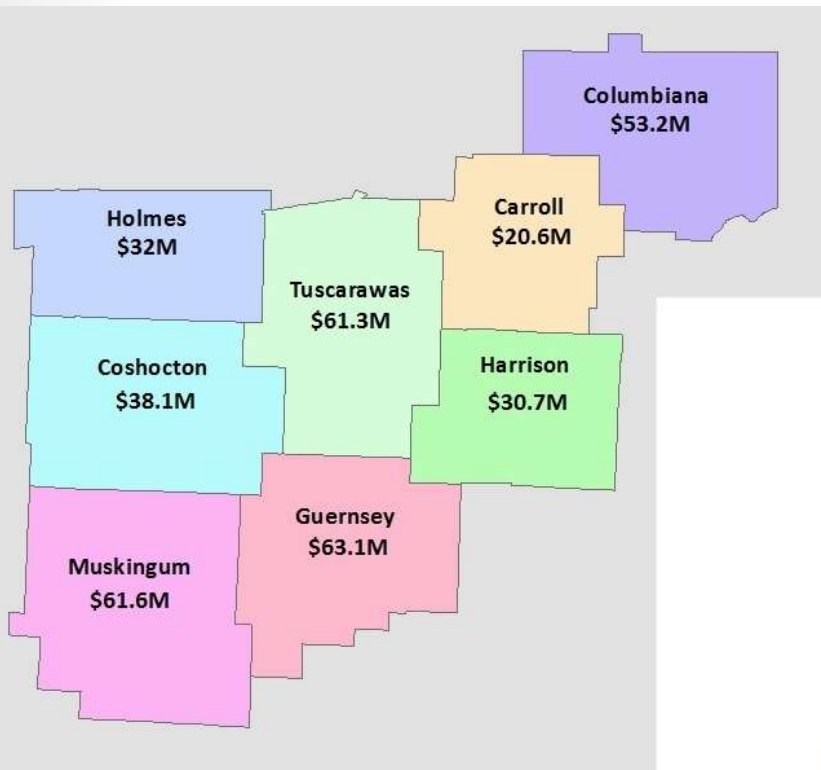 Columbiana
$53.2M
Carroll
$20.6M
Holmes
$32M
Tuscarawas
$61.3M
Coshocton
$38.1M
Harrison
$30.7M
Guernsey
$63.1M
Muskingum
$61.6M